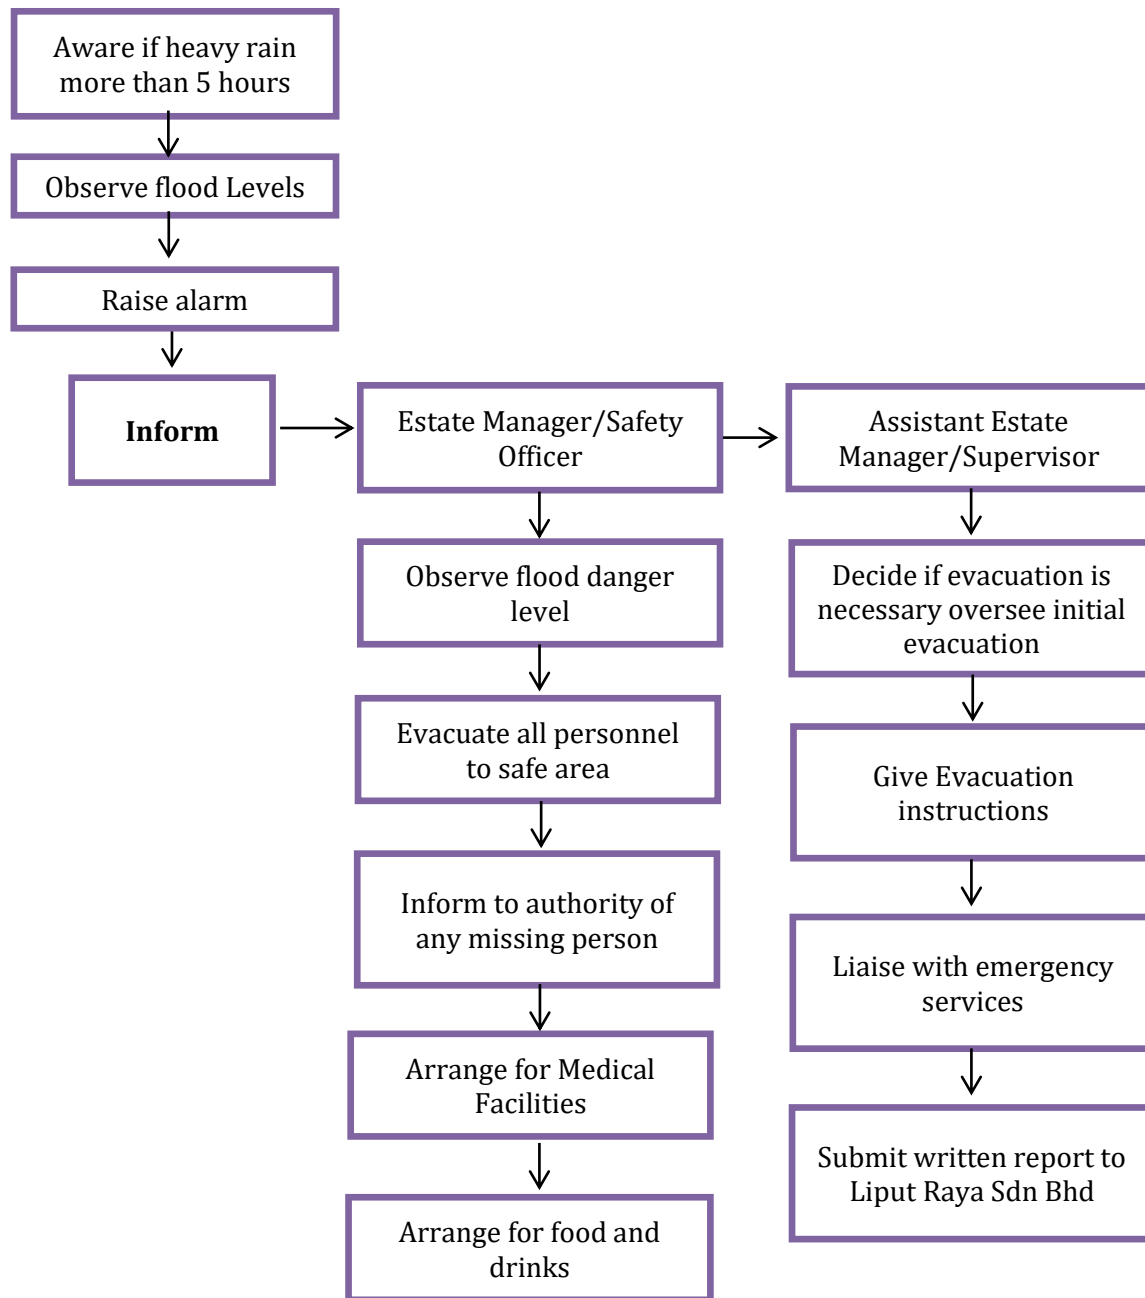 Aware if heavy rain
more than 5 hours
Observe flood Levels
Raise alarm
Inform
Estate Manager/Safety
Officer
Assistant Estate
Manager/Supervisor
Observe flood danger
level
Evacuate all personnel
to safe area
Inform to authority of
any missing person
Arrange for Medical
Facilities
Arrange for food and
drinks
Decide if evacuation is
necessary oversee initial
evacuation
Give Evacuation
instructions
Liaise with emergency
services
Submit written report to
Liput Raya Sdn Bhd